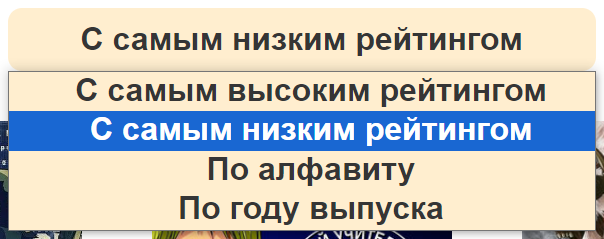 С самым низким рейтингом
С самым высоким рейтингом
С самым низким рейтингом
По алфавиту
По году выпуска